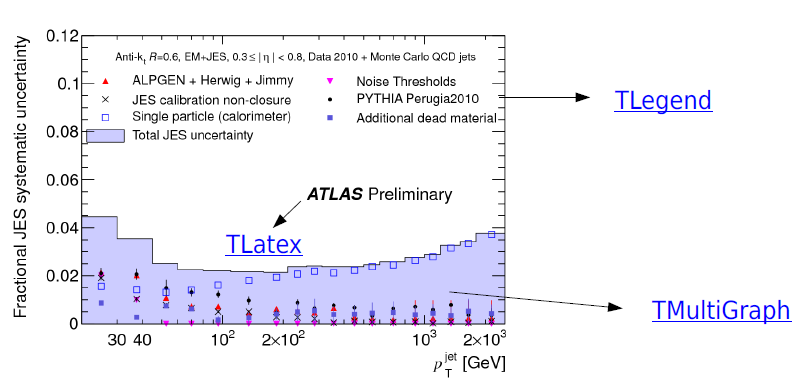 Fractional JES systematic uncertainty
0.12
0.1
0.08
0.06
0.04
0.02
0
Anti-k_t R=0.6, EM+JES, 0.3 ≤ | η | < 0.8, Data 2010 + Monte Carlo QCD jets
ALPGEN + Herwig + Jimmy
JES calibration non-closure
Single particle (calorimeter)
Total JES uncertainty
Noise Thresholds
PYTHIA Perugia2010
Additional dead material
TLegend
ATLAS Preliminary
TLatex
TMultiGraph
30 40 10² 2×10² 10³ 2×10³
p_T^jet [GeV]